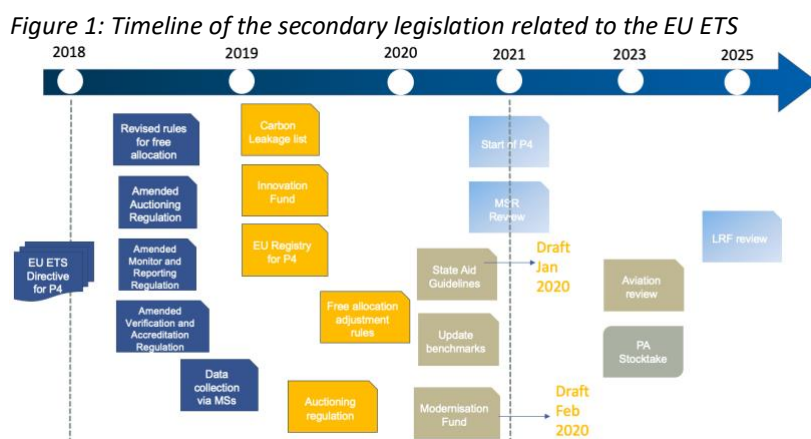 Figure 1: Timeline of the secondary legislation related to the EU ETS
2018
2019
2020
2021
2023
2025
Revised rules
for free
allocation
Amended
Auctioning
Regulation
EU ETS
Directive
for P4
Amended
Monitor and
Reporting
Regulation
Amended
Verification and
Accreditation
Regulation
Data
collection
via MSs
Carbon
Leakage list
Innovation
Fund
EU Registry
for P4
Free allocation
adjustment
rules
Auctioning
regulation
Start of P4
MSR
Review
State Aid
Guidelines
Draft
Jan
2020
Update
benchmarks
Modernisation
Fund
Draft
Feb
2020
Aviation
review
PA
Stocktake
LRF review